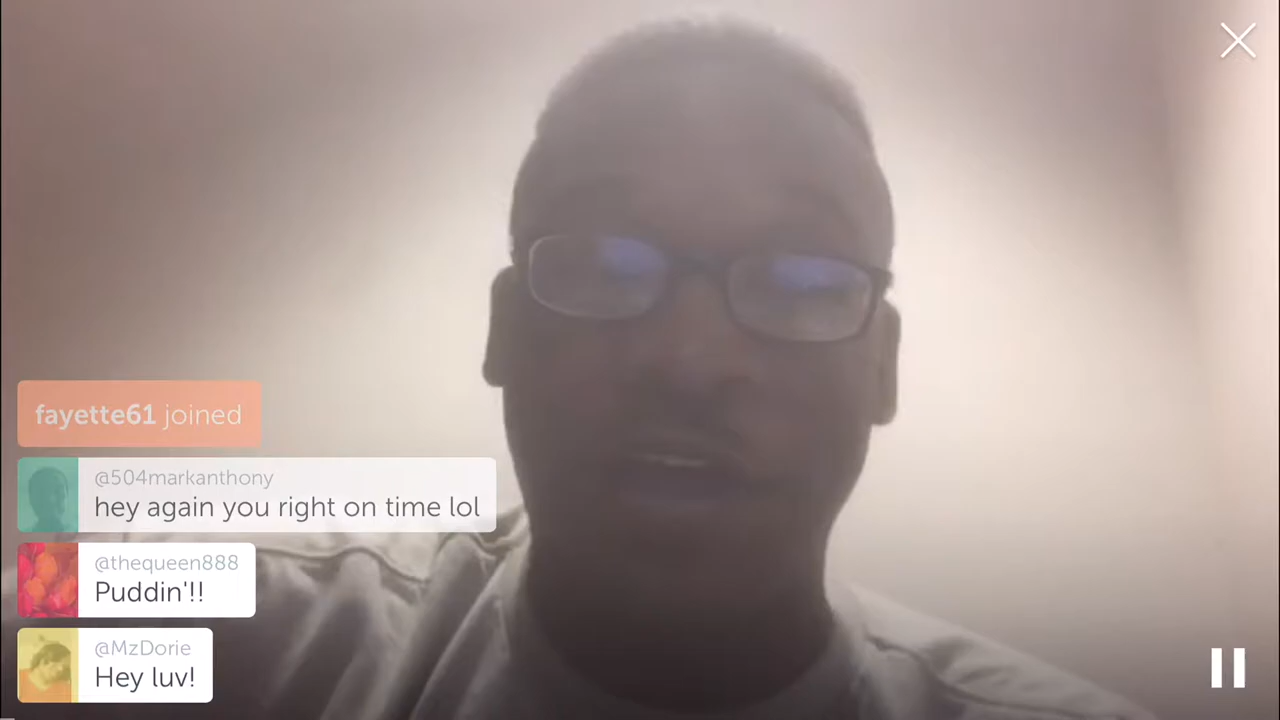 fayette61 joined
@504markanthony
hey again you right on time lol
@thequeen888
Puddin'!!
@MzDorie
Hey luv!